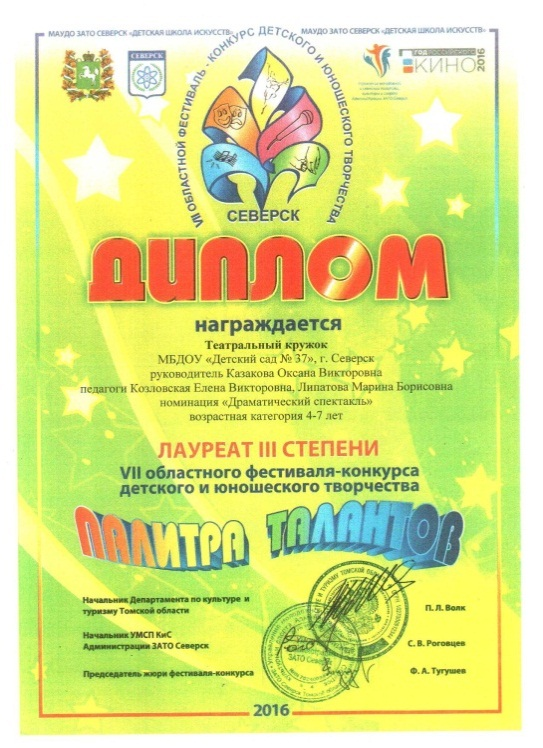 МАУДО ЗАТО СЕВЕРСК «ДЕТСКАЯ ШКОЛА ИСКУССТВ» МАУДО ЗАТО СЕВЕРСК «ДЕТСКАЯ ШКОЛА ИСКУССТВ»
СЕВЕРСК
ГОД РОССИЙСКОГО
КИНО 2016
VII ОБЛАСТНОЙ ФЕСТИВАЛЬ - КОНКУРС ДЕТСКОГО И ЮНОШЕСКОГО ТВОРЧЕСТВА
СЕВЕРСК
ДИПЛОМ
награждается
Театральный кружок
МБДОУ «Детский сад № 37», г. Северск
руководитель Казакова Оксана Викторовна
педагоги Козловская Елена Викторовна, Липатова Марина Борисовна
номинация «Драматический спектакль»
возрастная категория 4-7 лет
ЛАУРЕАТ III СТЕПЕНИ
VII областного фестиваля-конкурса
детского и юношеского творчества
ПАЛИТРА ТАЛАНТОВ
Начальник Департамента по культуре и
туризму Томской области
П. Л. Волк
Начальник УМСП КиС
Администрации ЗАТО Северск
С. В. Роговцев
Председатель жюри фестиваля-конкурса
Ф. А. Тугушев
2016